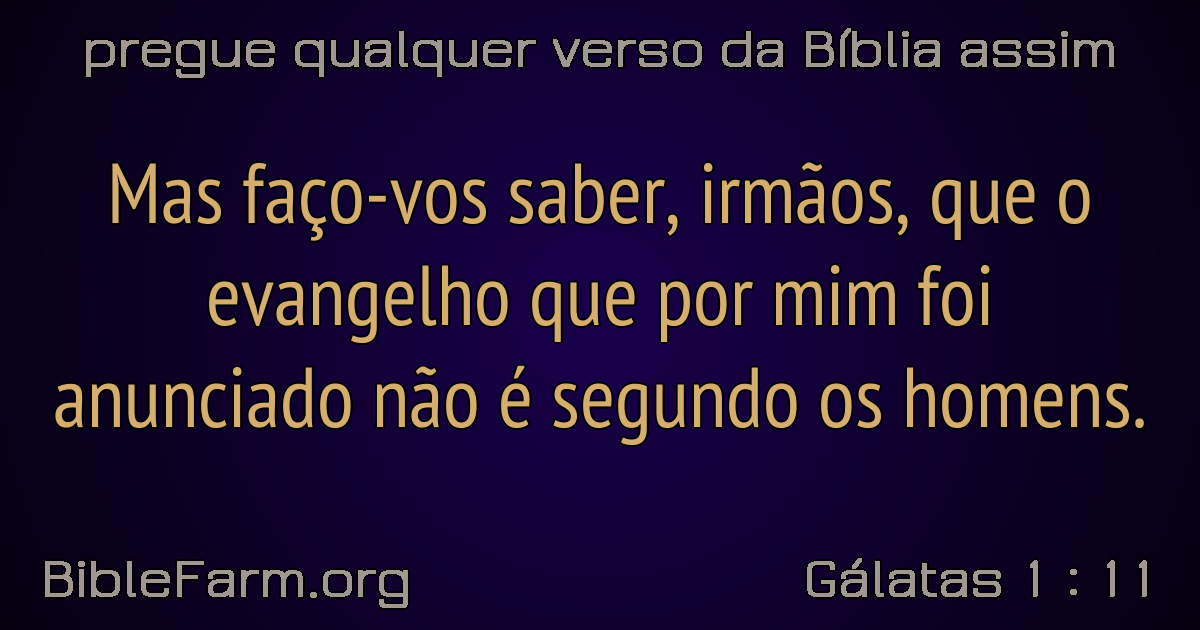 pregue qualquer verso da Bíblia assim
Mas faço-vos saber, irmãos, que o
evangelho que por mim foi
anunciado não é segundo os homens.
BibleFarm.org
Gálatas 1 : 11